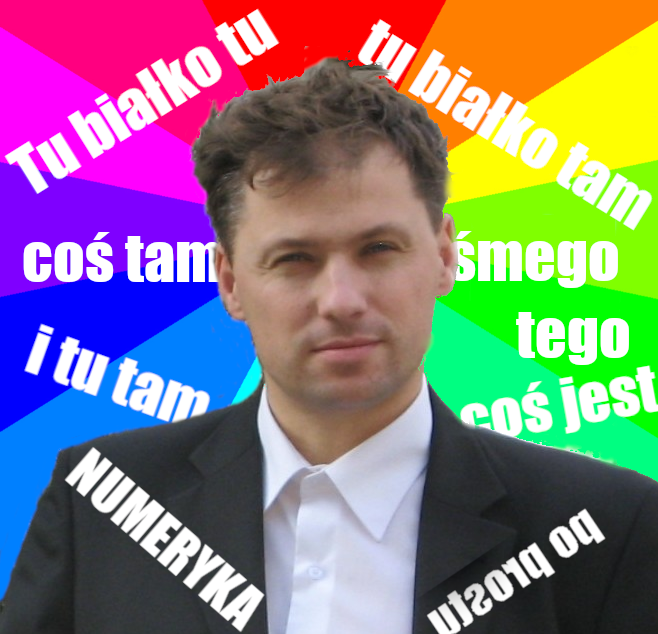 Tu białko tu
tu białko tam
coś tam
śmego
tego
i tu tam
coś jest
NUMERYKA
po prostu